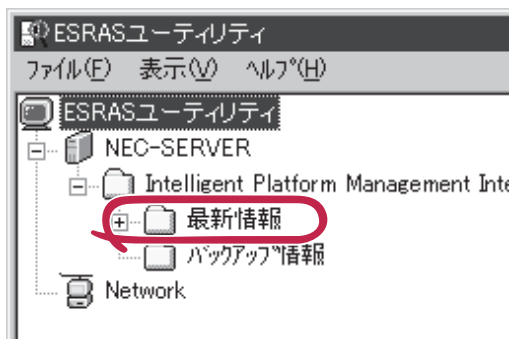 ESRASユーティリティ
ﾌｧｲﾙ(F) 表示(V) ﾍﾙﾌﾟ(H)
ESRASユーティリティ
NEC-SERVER
Intelligent Platform Management Inte
最新情報
ﾊﾞｯｸｱｯﾌﾟ情報
Network